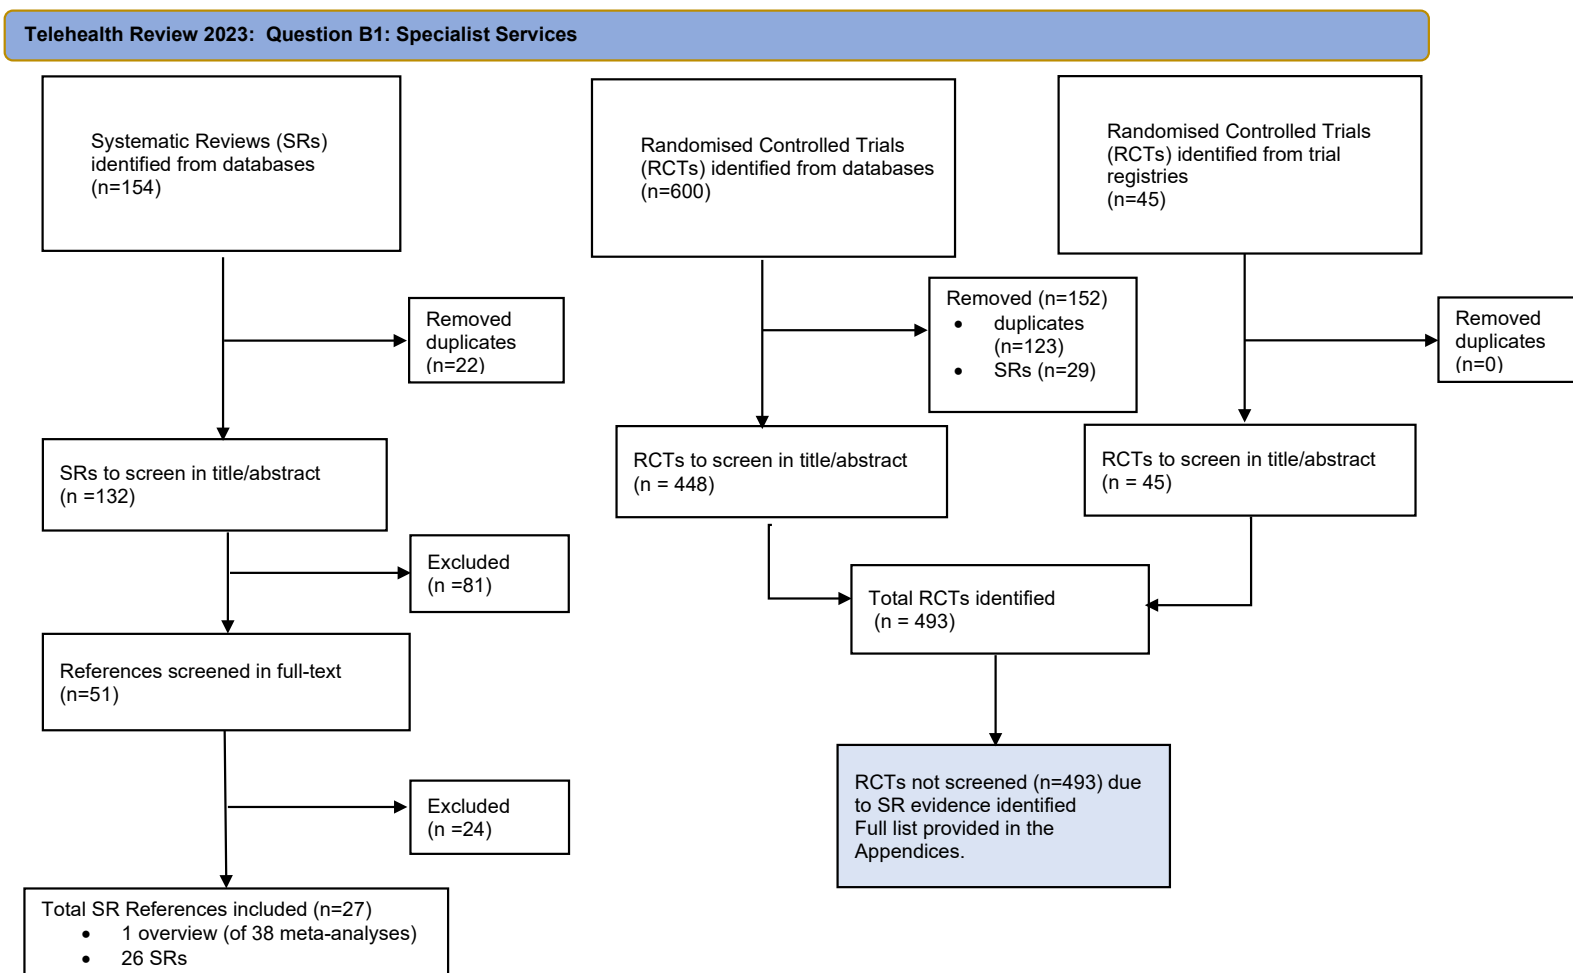 Telehealth Review 2023:  Question B1: Specialist Services
Systematic Reviews (SRs)
identified from databases
(n=154)
Randomised Controlled Trials
(RCTs) identified from databases
(n=600)
Randomised Controlled Trials
(RCTs) identified from trial
registries
(n=45)
Removed
duplicates
(n=22)
Removed (n=152)
• duplicates
(n=123)
• SRs (n=29)
Removed
duplicates
(n=0)
SRs to screen in title/abstract
(n =132)
RCTs to screen in title/abstract
(n = 448)
RCTs to screen in title/abstract
(n = 45)
Excluded
(n =81)
Total RCTs identified
(n = 493)
References screened in full-text
(n=51)
Excluded
(n =24)
RCTs not screened (n=493) due
to SR evidence identified
Full list provided in the
Appendices.
Total SR References included (n=27)
• 1 overview (of 38 meta-analyses)
• 26 SRs